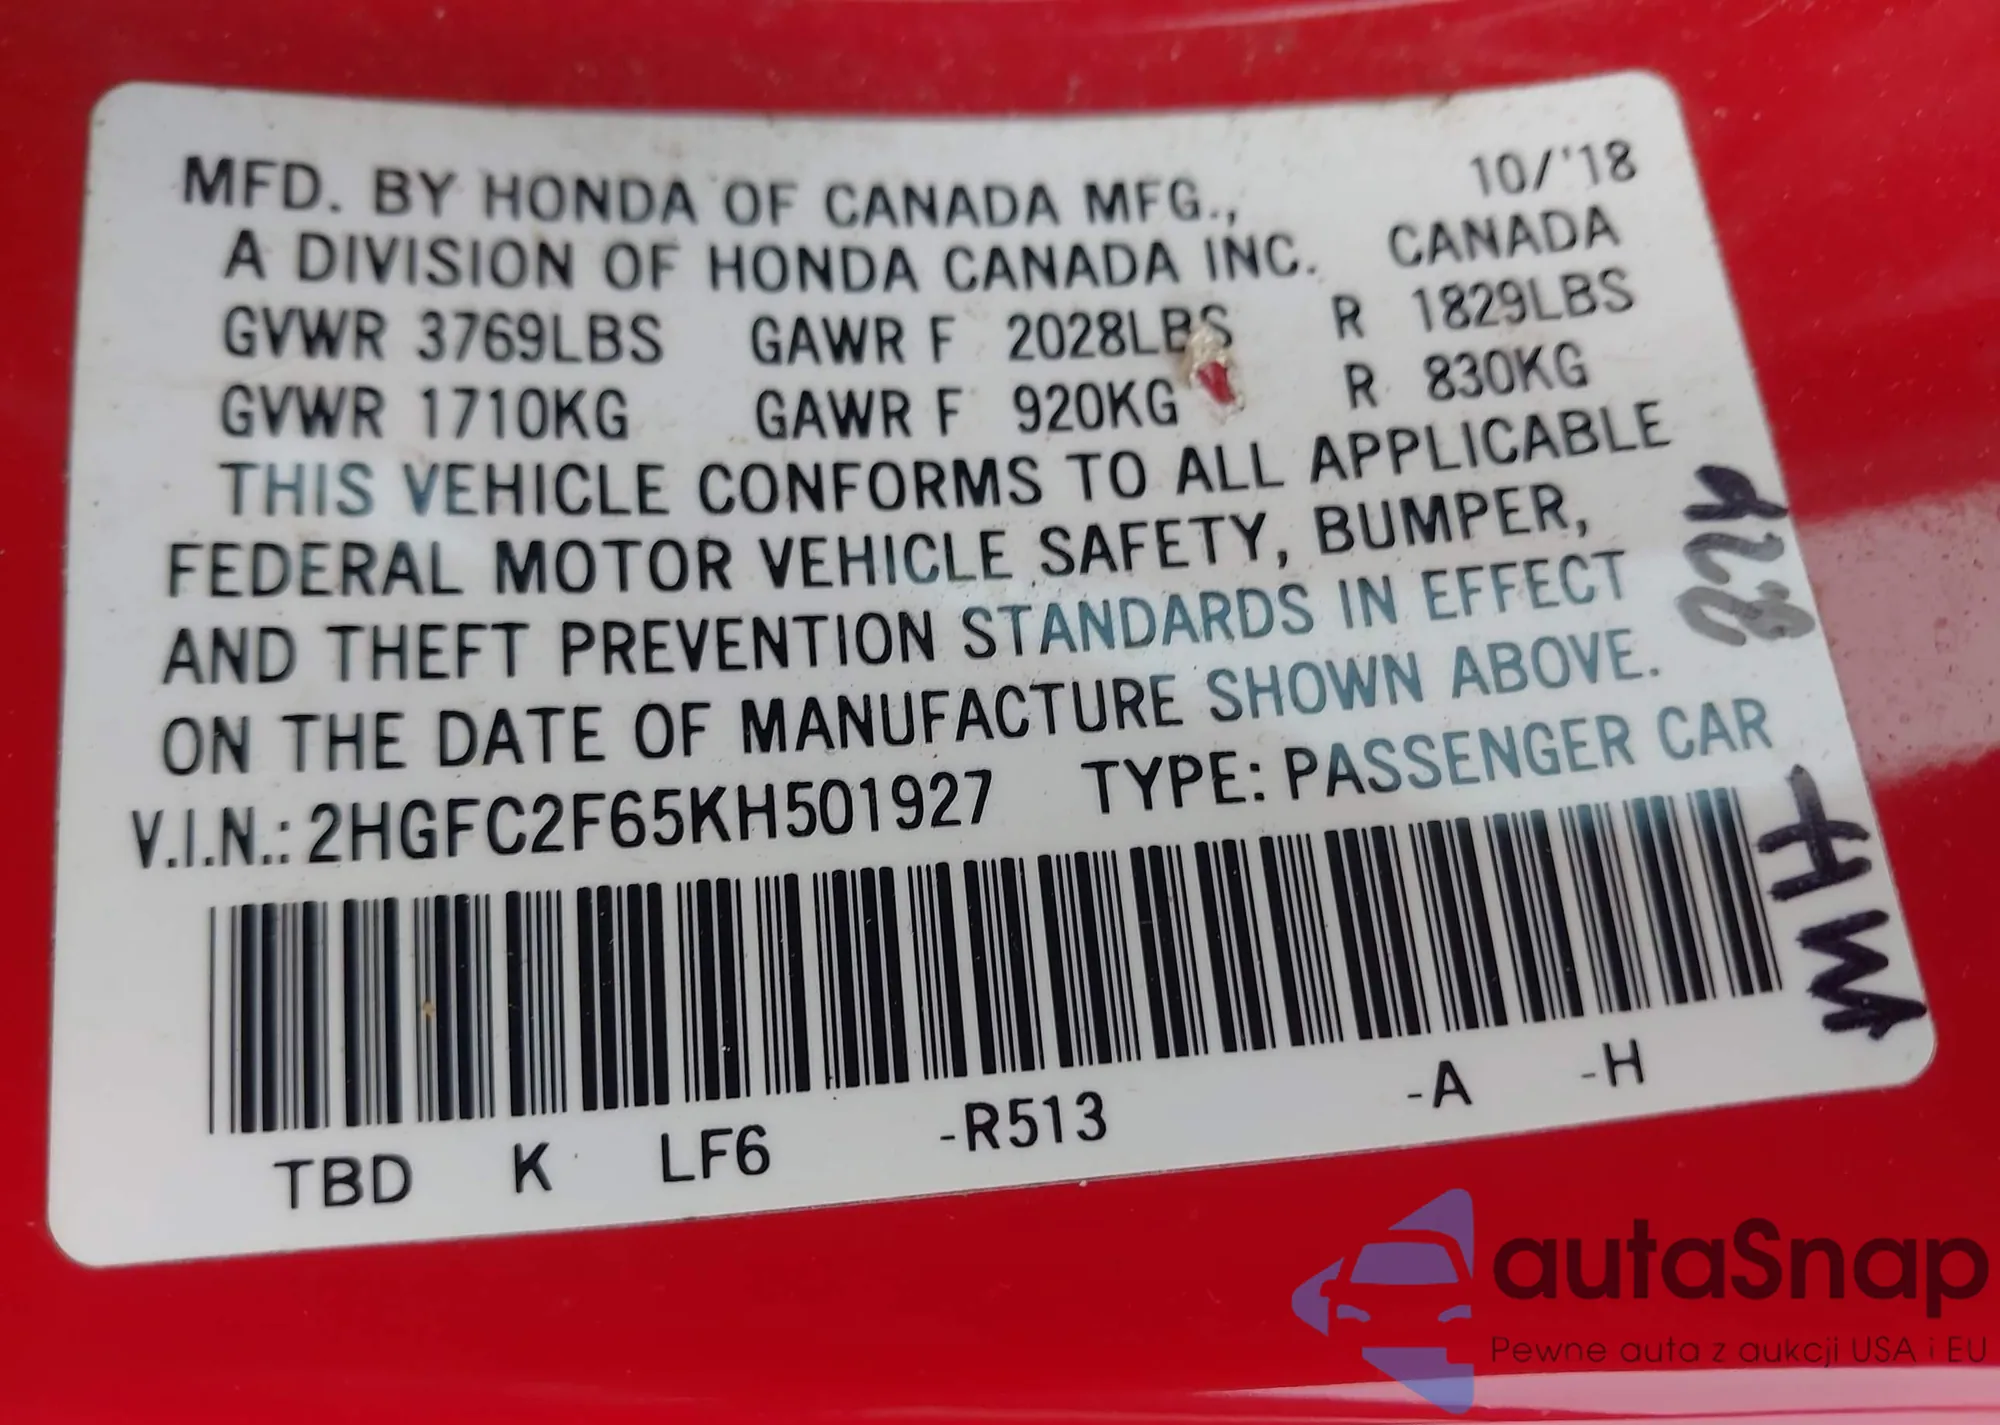 MFD. BY HONDA OF CANADA MFG., 10/'18
A DIVISION OF HONDA CANADA INC. CANADA
GVWR 3769LBS GAWR F 2028LBS R 1829LBS
GVWR 1710KG GAWR F 920KG R 830KG
THIS VEHICLE CONFORMS TO ALL APPLICABLE
FEDERAL MOTOR VEHICLE SAFETY, BUMPER,
AND THEFT PREVENTION STANDARDS IN EFFECT
ON THE DATE OF MANUFACTURE SHOWN ABOVE.
V.I.N.: 2HGFC2F65KH501927 TYPE: PASSENGER CAR
TBD K LF6 -R513 -A -H
autaSnap
Pewne auta z aukcji USA i EU